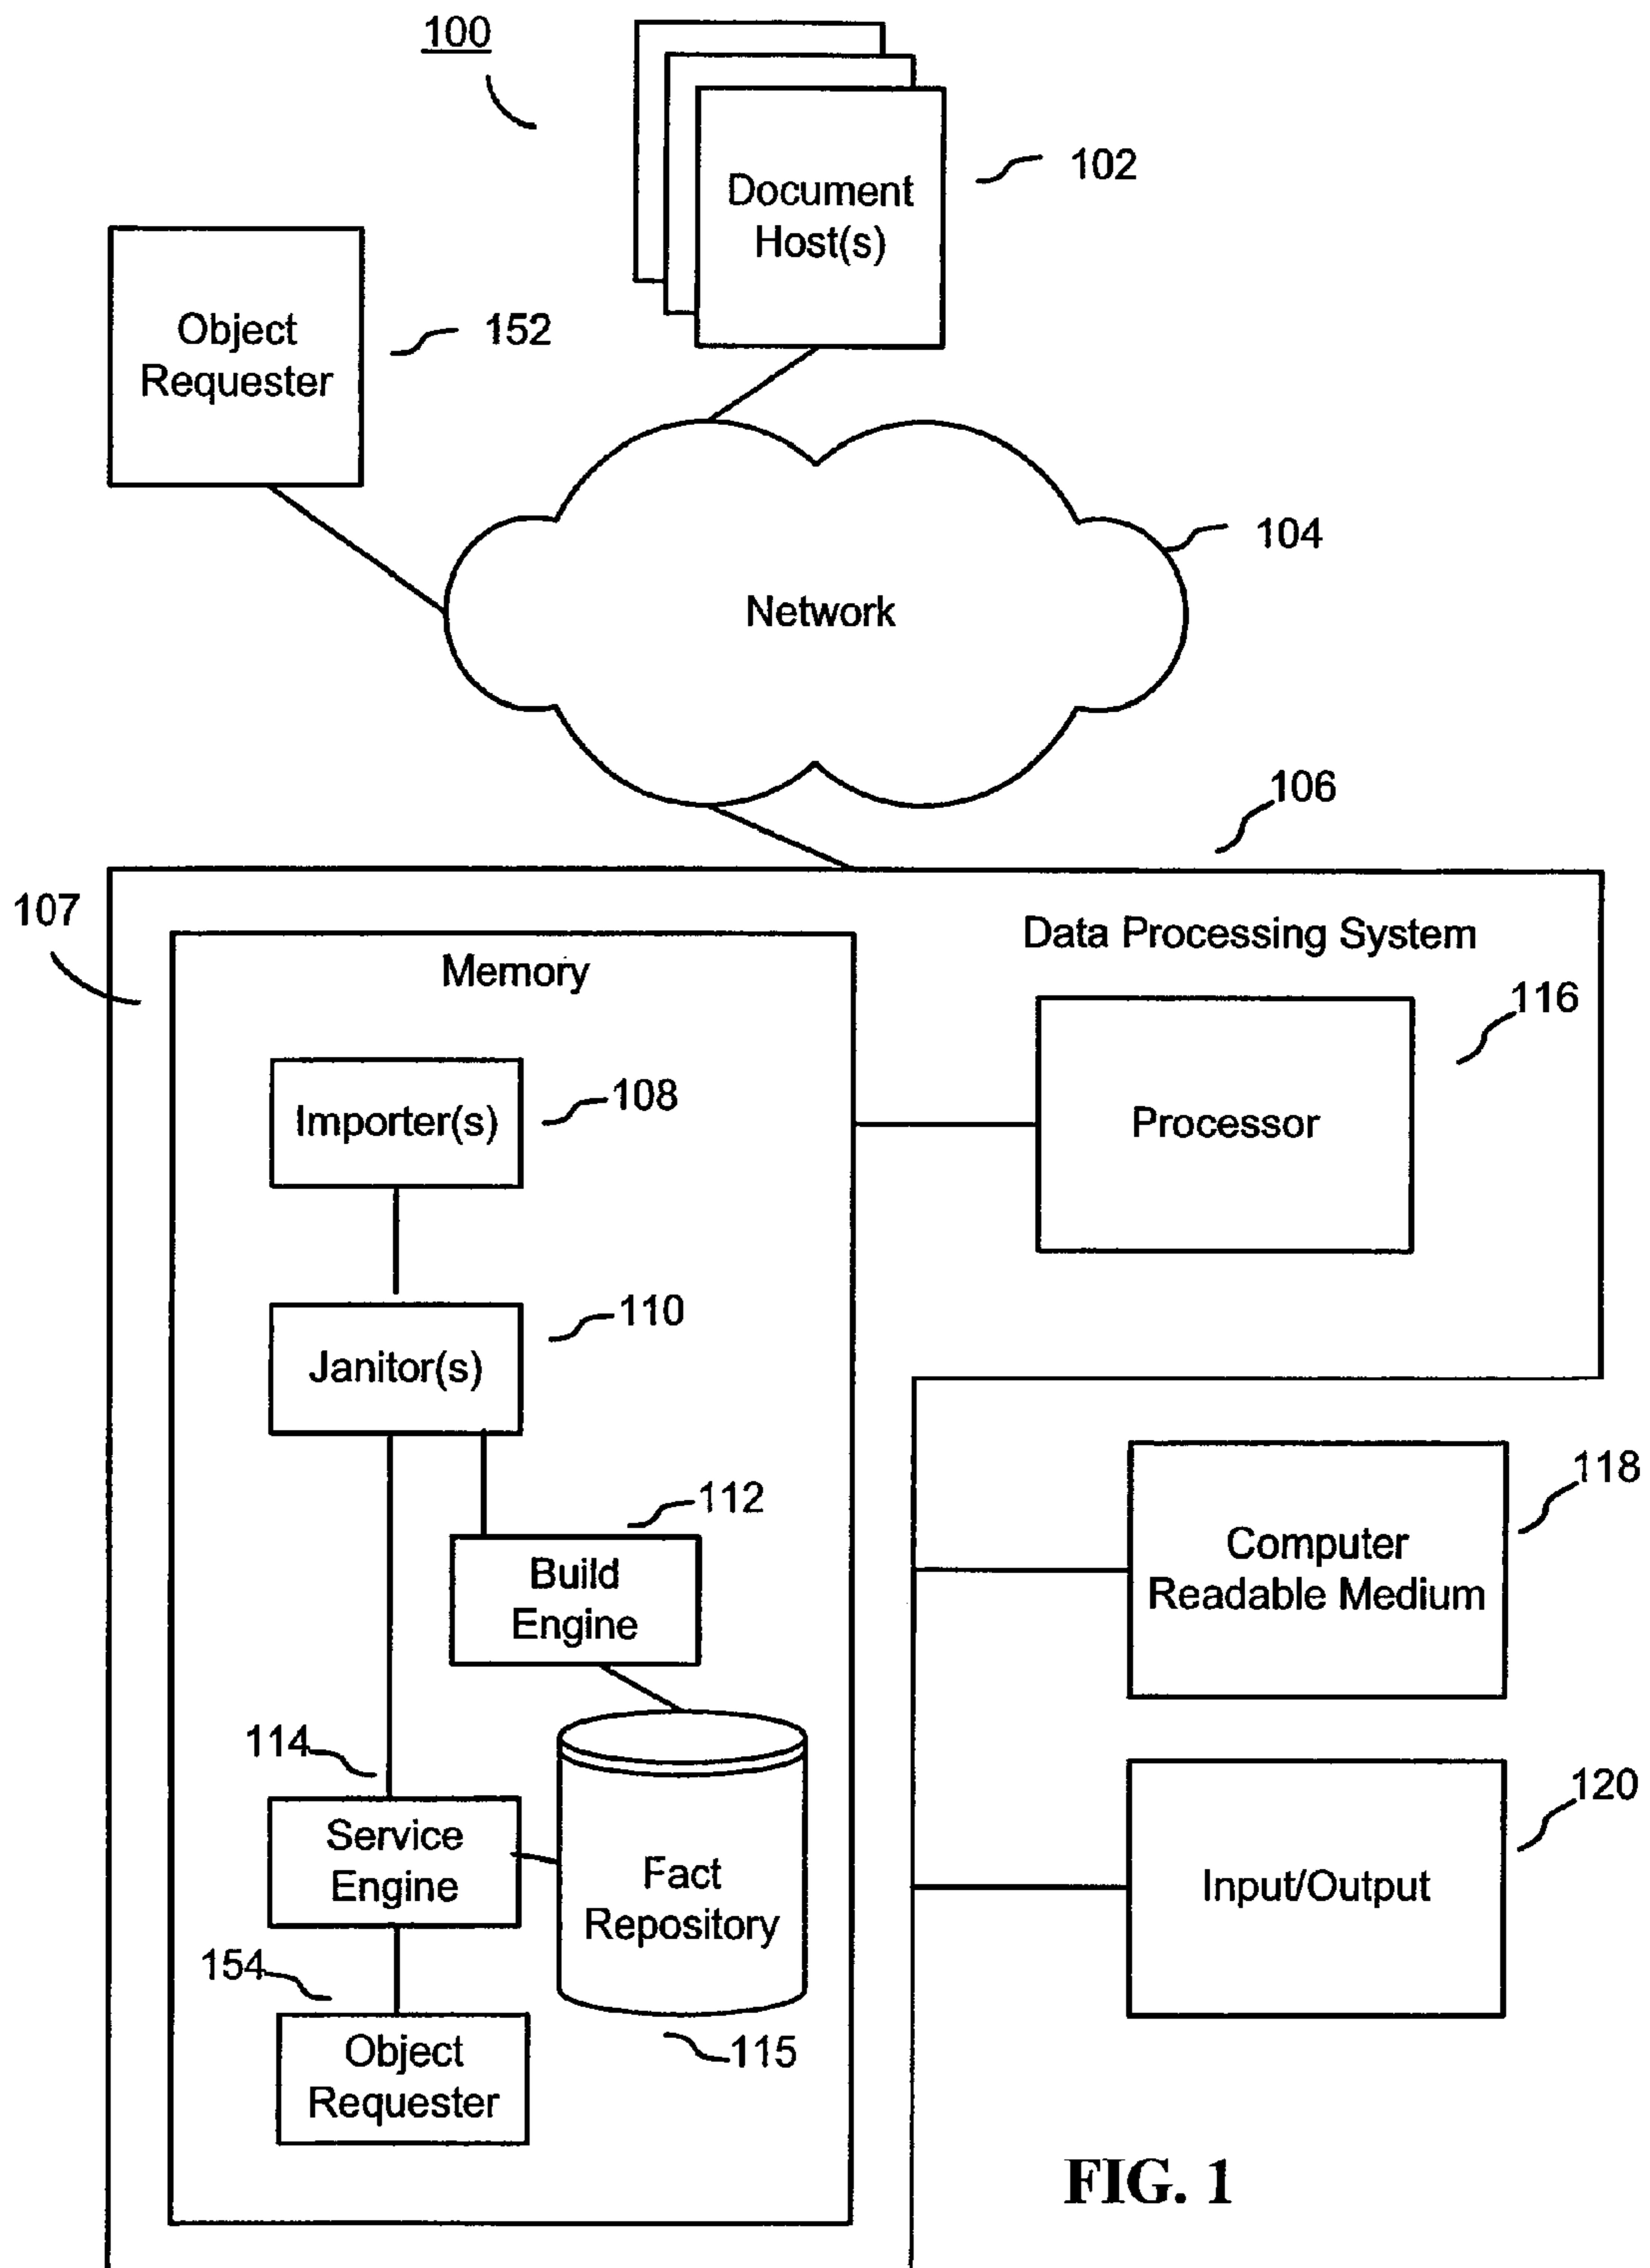 100
Document
Host(s)
102
Object
Requester
152
104
Network
106
107
Data Processing System
Memory
116
Importer(s)
108
Processor
110
Janitor(s)
118
112
Computer
Readable Medium
Build
Engine
114
120
Service
Engine
Fact
Repository
Input/Output
154
115
Object
Requester
FIG. 1